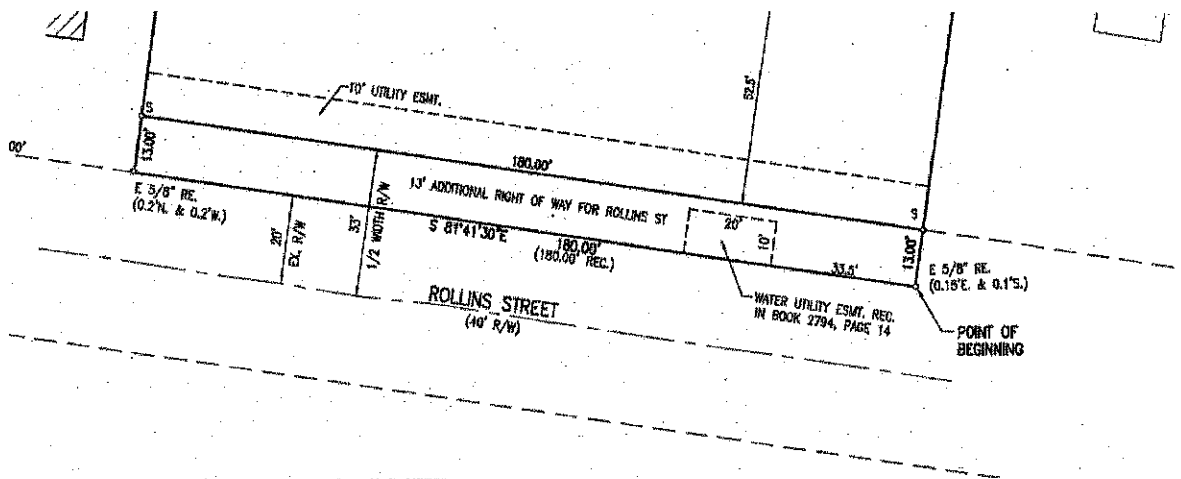 10' UTILITY ESMT.
52.5'
S
00'
13.00'
180.00'
13' ADDITIONAL RIGHT OF WAY FOR ROLLINS ST
E 5/8" RE.
(0.2'N. & 0.2'W.)
20'
EX. R/W
33'
1/2 WIDTH R/W
S 81°41'30"E
180.00'
(180.00' REC.)
20'
10'
S
13.00'
33.5'
E 5/8" RE.
(0.15'E. & 0.1'S.)
ROLLINS STREET
(40' R/W)
WATER UTILITY ESMT. REC.
IN BOOK 2794, PAGE 14
POINT OF
BEGINNING